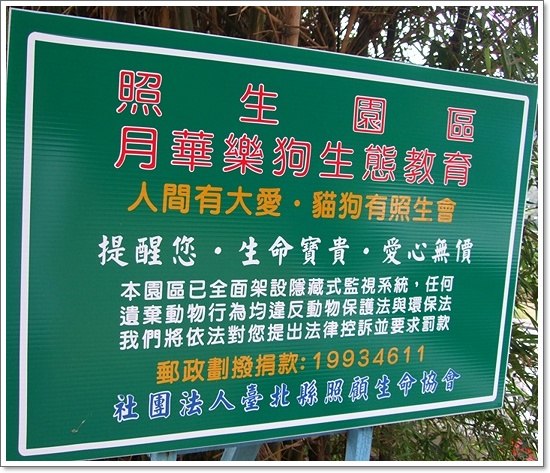 照生園區
月華樂狗生態教育
人間有大愛・貓狗有照生會
提醒您・生命寶貴・愛心無價
本園區已全面架設隱藏式監視系統，任何
遺棄動物行為均違反動物保護法與環保法
我們將依法對您提出法律控訴並要求罰款
郵政劃撥捐款:19934611
社團法人臺北縣照顧生命協會